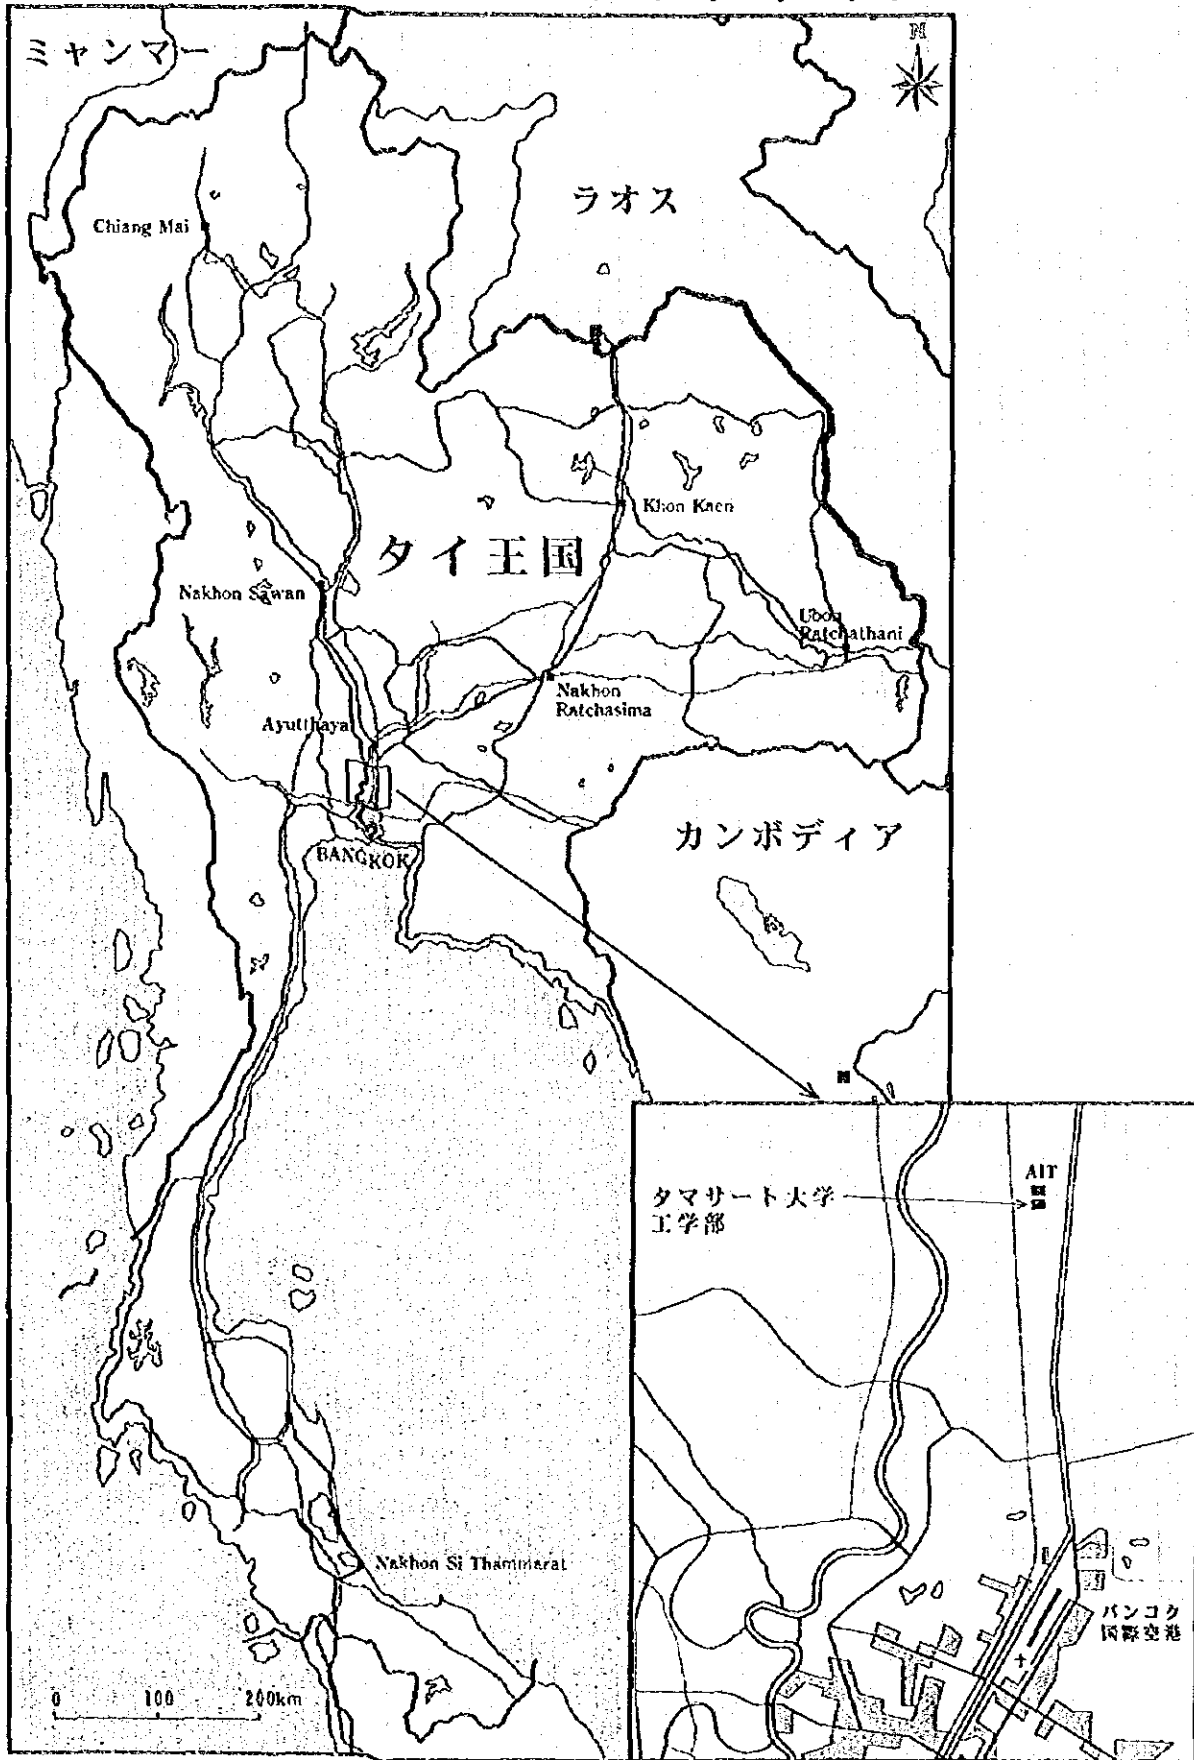 ミャンマー
N
ラオス
Chiang Mai
Khon Kaen
タイ王国
Nakhon Sawan
Ubon
Ratchathani
Nakhon
Ratchasima
Ayutthaya
カンボディア
BANGKOK
AIT
タマサート大学
工学部
Nakhon Si Thammarat
バンコク
国際空港
0 100 200km